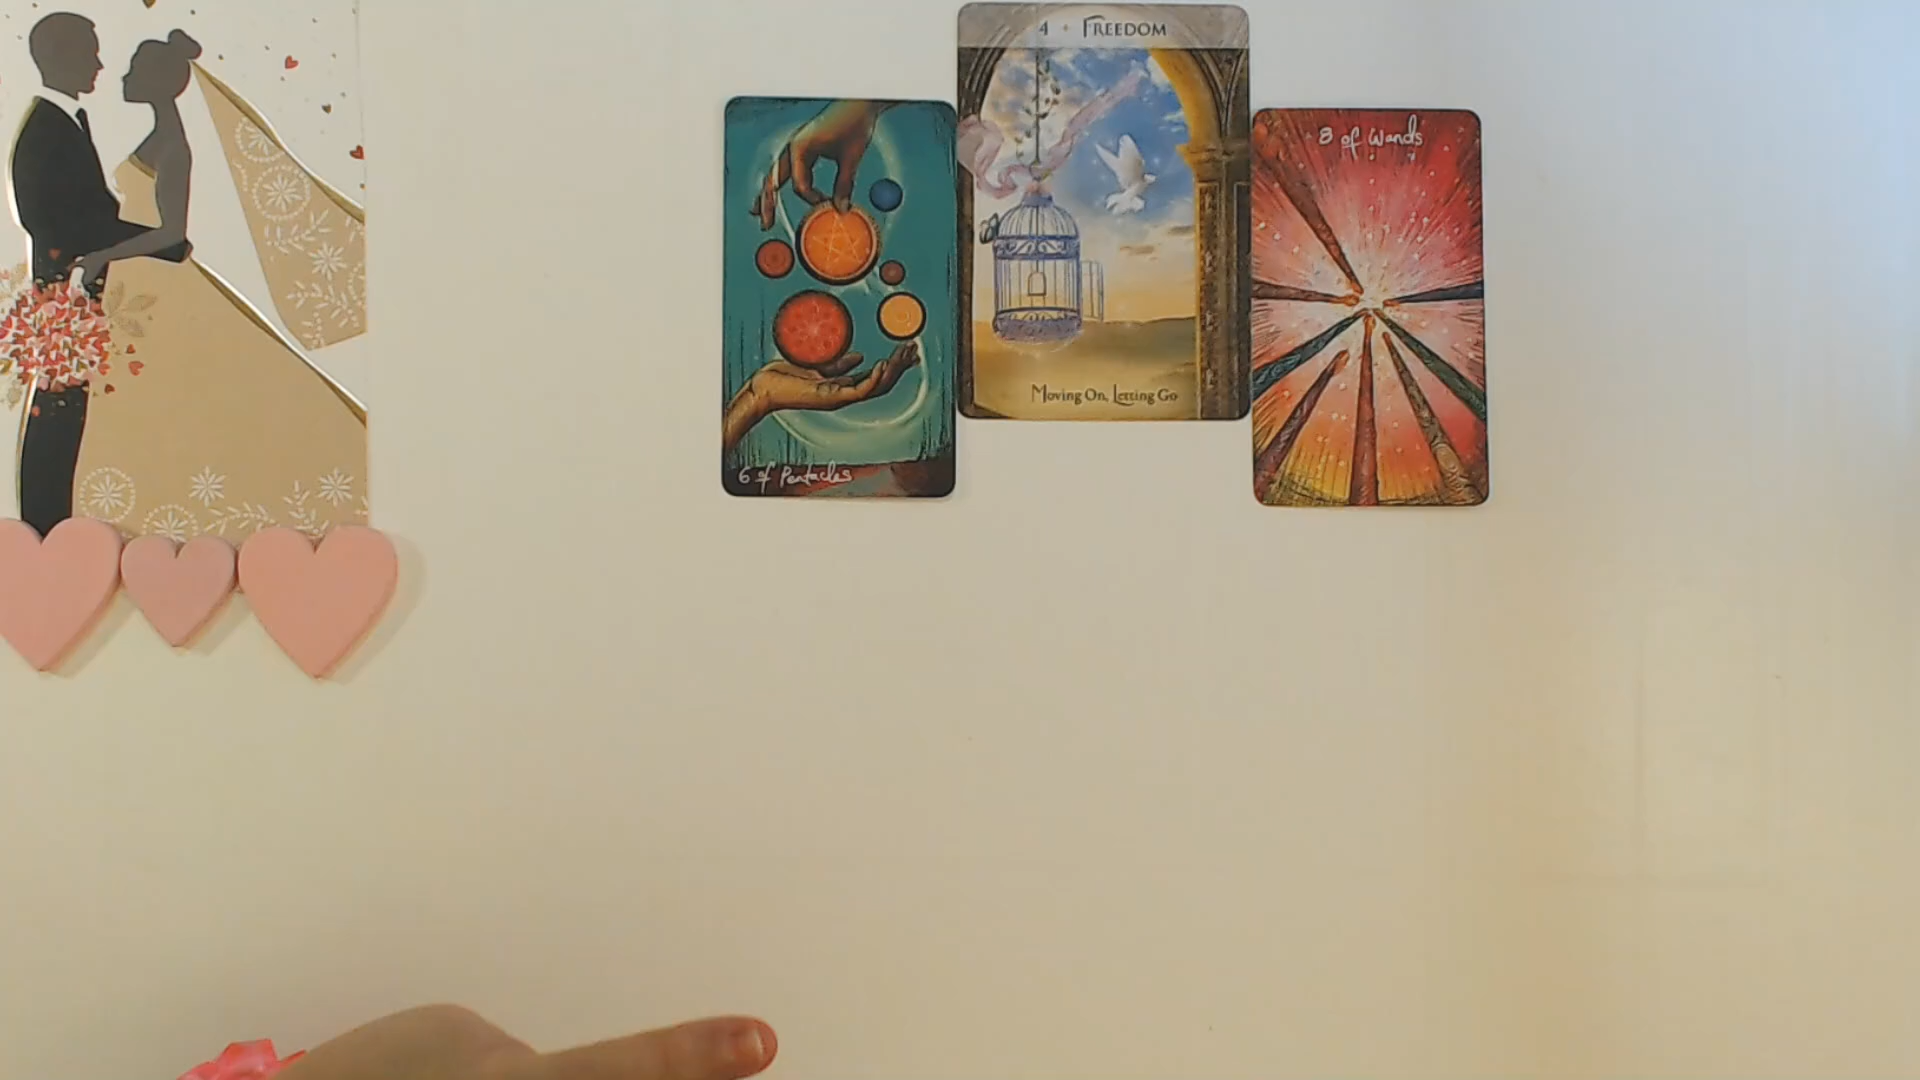 4 + FREEDOM
8 of Wands
Moving On, Letting Go
6 of Pentacles